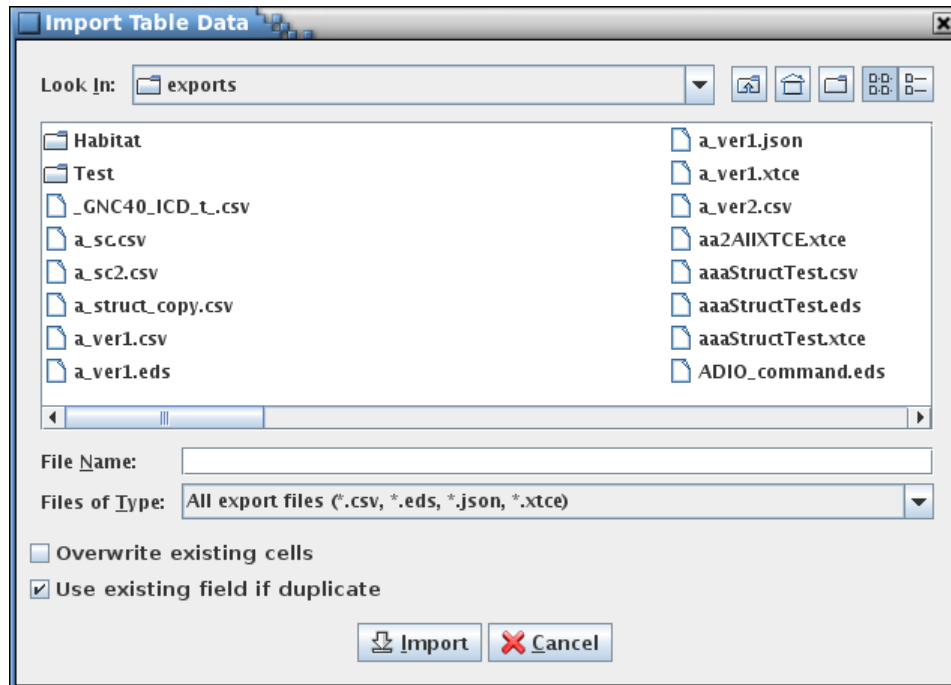 Import Table Data
Look In: exports
Habitat
Test
_GNC40_ICD_t_.csv
a_sc.csv
a_sc2.csv
a_struct_copy.csv
a_ver1.csv
a_ver1.eds
a_ver1.json
a_ver1.xtce
a_ver2.csv
aa2AllXTCE.xtce
aaaStructTest.csv
aaaStructTest.eds
aaaStructTest.xtce
ADIO_command.eds
File Name:
Files of Type: All export files (*.csv, *.eds, *.json, *.xtce)
Overwrite existing cells
Use existing field if duplicate
Import Cancel